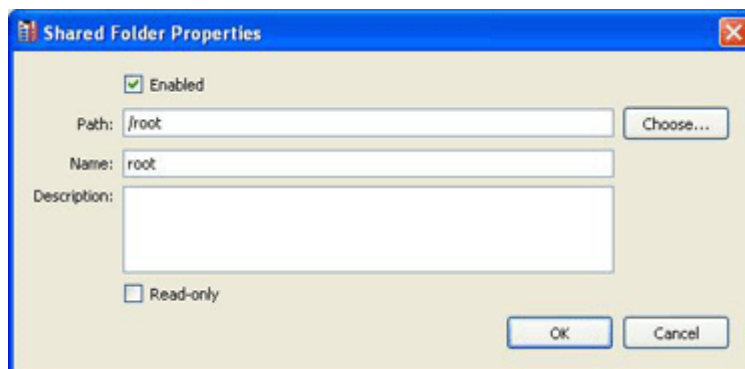 Shared Folder Properties
Enabled
Path: /root Choose...
Name: root
Description:
Read-only
OK Cancel